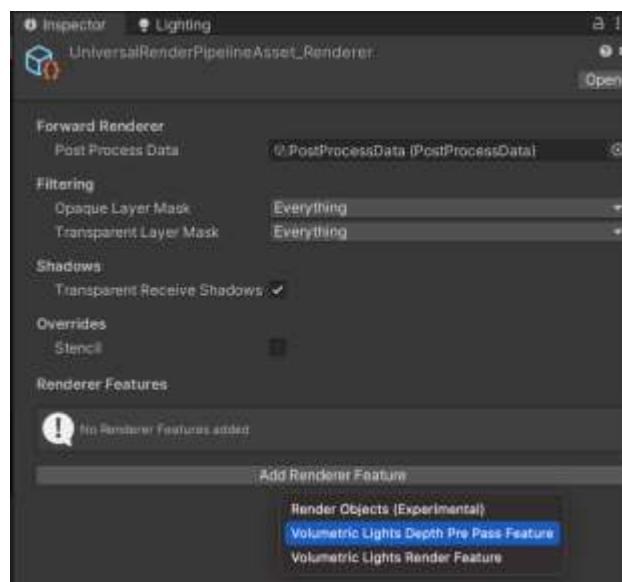 Inspector Lighting
UniversalRenderPipelineAsset_Renderer
Open
Forward Renderer
Post Process Data PostProcessData (PostProcessData)
Filtering
Opaque Layer Mask Everything
Transparent Layer Mask Everything
Shadows
Transparent Receive Shadows
Overrides
Stencil
Renderer Features
No Renderer Features added
Add Renderer Feature
Render Objects (Experimental)
Volumetric Lights Depth Pre Pass Feature
Volumetric Lights Render Feature